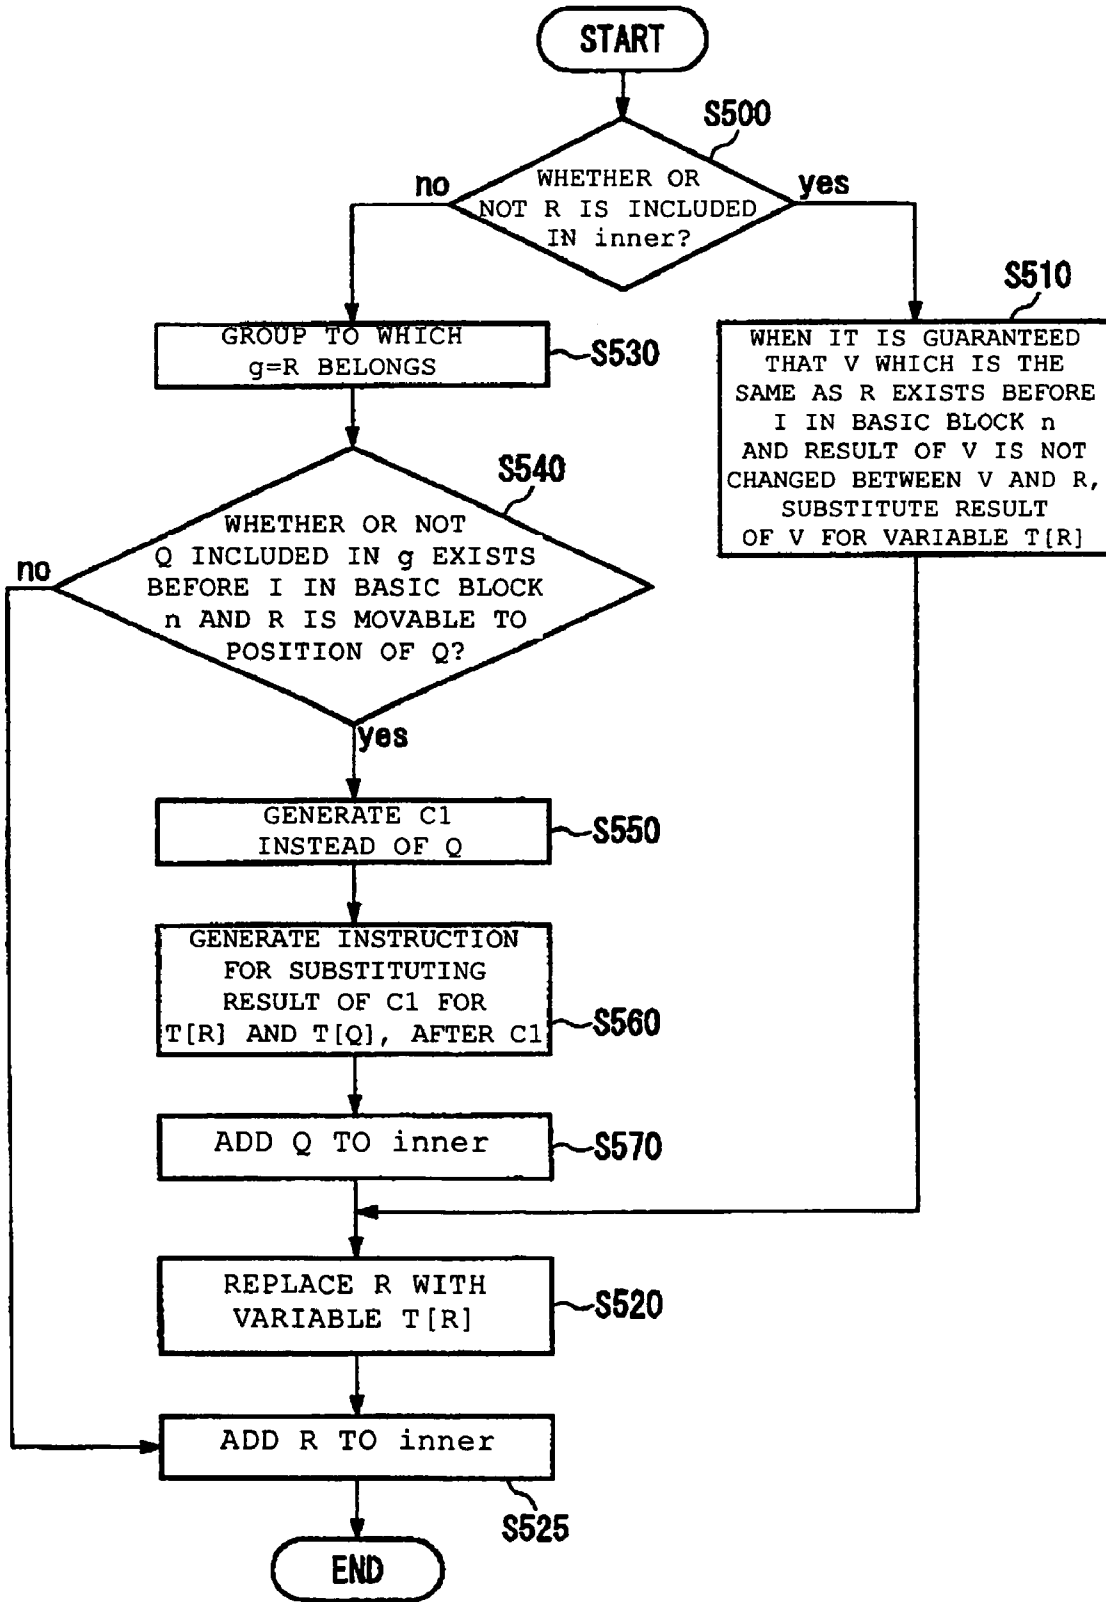 START
S500
no
yes
WHETHER OR
NOT R IS INCLUDED
IN inner?
S510
WHEN IT IS GUARANTEED
THAT V WHICH IS THE
SAME AS R EXISTS BEFORE
I IN BASIC BLOCK n
AND RESULT OF V IS NOT
CHANGED BETWEEN V AND R,
SUBSTITUTE RESULT
OF V FOR VARIABLE T[R]
GROUP TO WHICH
g=R BELONGS
S530
S540
WHETHER OR NOT
Q INCLUDED IN g EXISTS
BEFORE I IN BASIC BLOCK
n AND R IS MOVABLE TO
POSITION OF Q?
no
yes
GENERATE C1
INSTEAD OF Q
S550
GENERATE INSTRUCTION
FOR SUBSTITUTING
RESULT OF C1 FOR
T[R] AND T[Q], AFTER C1
S560
ADD Q TO inner
S570
REPLACE R WITH
VARIABLE T[R]
S520
ADD R TO inner
S525
END